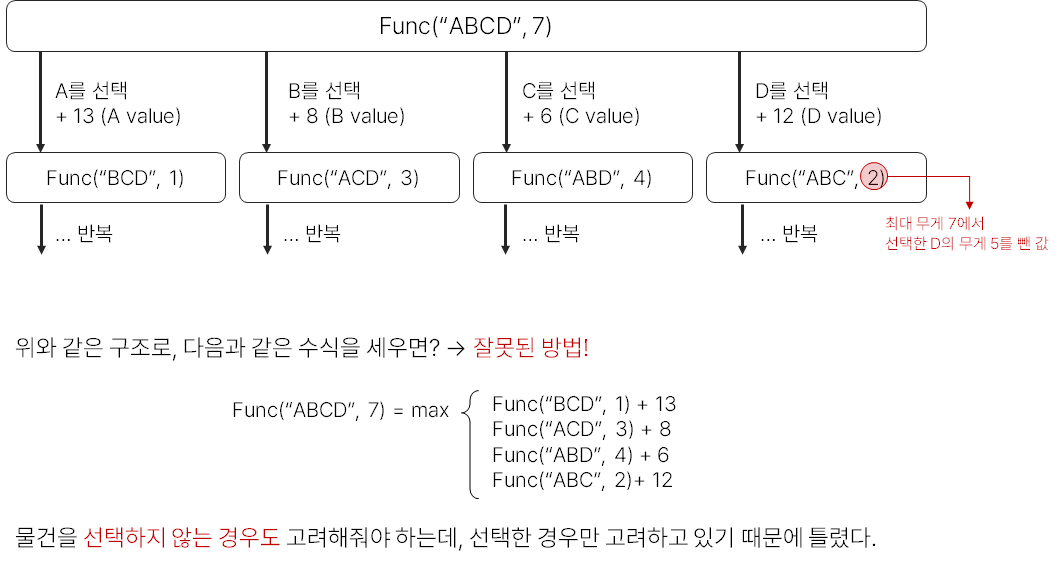 Func(“ABCD”, 7)
A를 선택
+ 13 (A value)
B를 선택
+ 8 (B value)
C를 선택
+ 6 (C value)
D를 선택
+ 12 (D value)
Func(“BCD”, 1)
Func(“ACD”, 3)
Func(“ABD”, 4)
Func(“ABC”, 2)
... 반복
... 반복
... 반복
... 반복
최대 무게 7에서
선택한 D의 무게 5를 뺀 값
위와 같은 구조로, 다음과 같은 수식을 세우면? → 잘못된 방법!
Func(“ABCD”, 7) = max
Func(“BCD”, 1) + 13
Func(“ACD”, 3) + 8
Func(“ABD”, 4) + 6
Func(“ABC”, 2)+ 12
물건을 선택하지 않는 경우도 고려해줘야 하는데, 선택한 경우만 고려하고 있기 때문에 틀렸다.